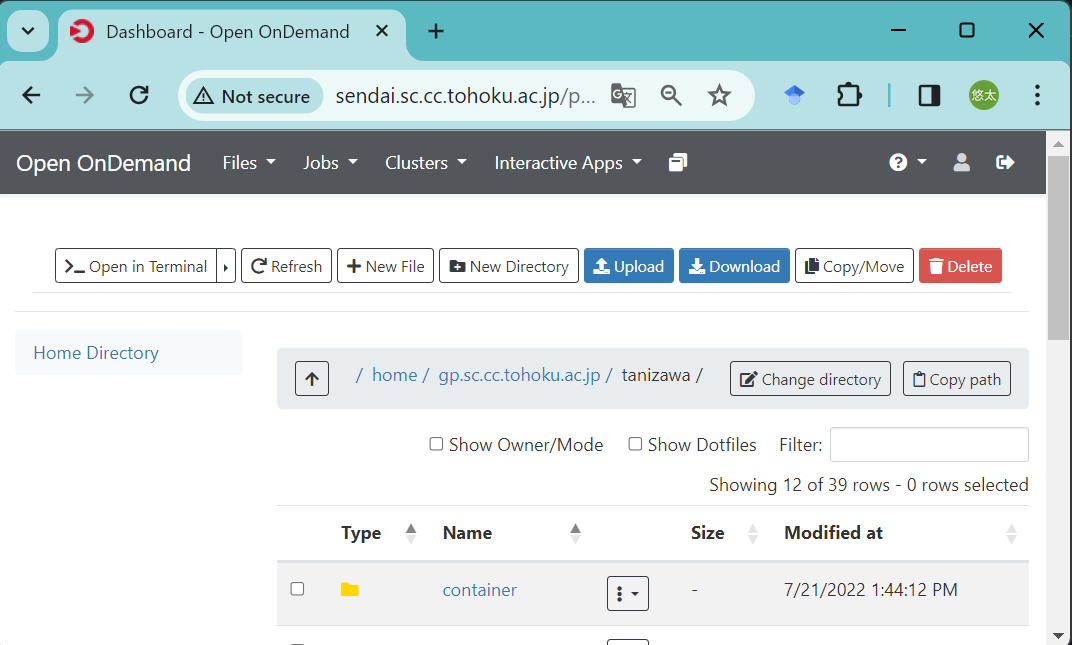 Dashboard - Open OnDemand
Not secure sendai.sc.cc.tohoku.ac.jp/p... 悠太
Open OnDemand Files Jobs Clusters Interactive Apps
Open in Terminal Refresh New File New Directory Upload Download Copy/Move Delete
Home Directory
/ home / gp.sc.cc.tohoku.ac.jp / tanizawa / Change directory Copy path
Show Owner/Mode Show Dotfiles Filter:
Showing 12 of 39 rows - 0 rows selected
Type Name Size Modified at
container - 7/21/2022 1:44:12 PM